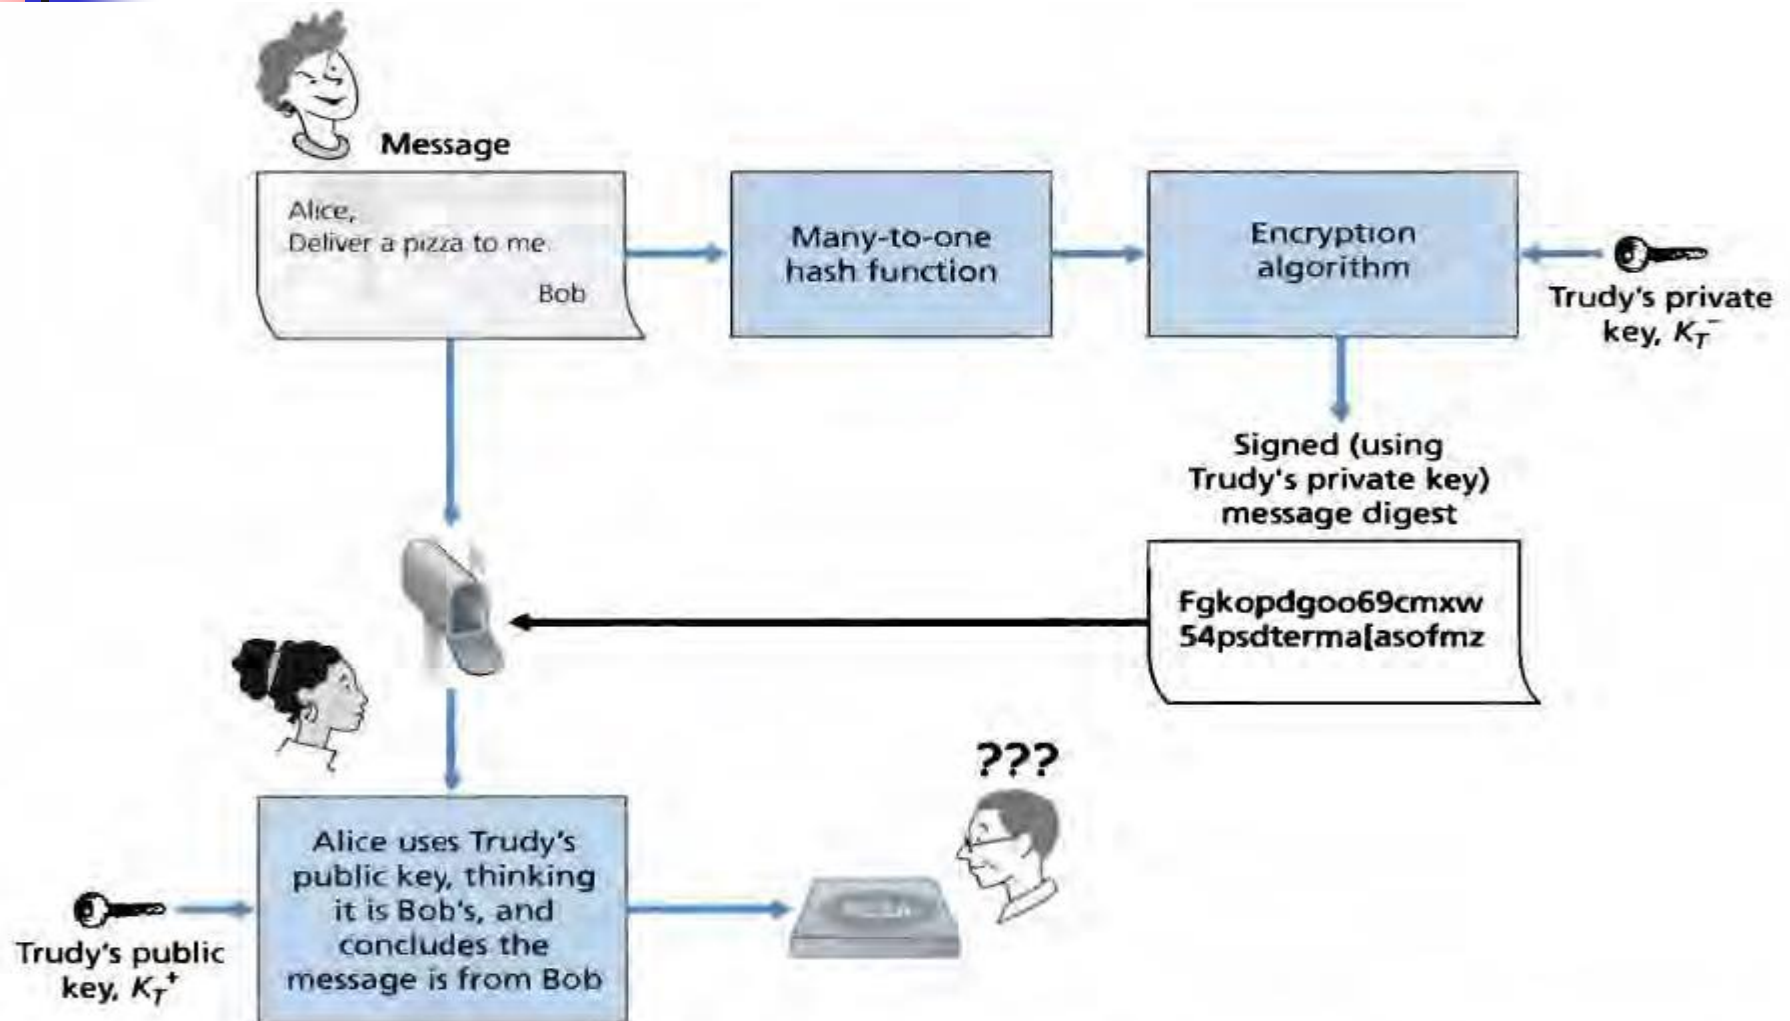 Message
Alice,
Deliver a pizza to me.
Bob
Many-to-one
hash function
Encryption
algorithm
Trudy's private
key, K_T^-
Signed (using
Trudy's private key)
message digest
Fgkopdgoo69cmxw
54psdterma[asofmz
???
Alice uses Trudy's
public key, thinking
it is Bob's, and
concludes the
message is from Bob
Trudy's public
key, K_T^+
PIZZA